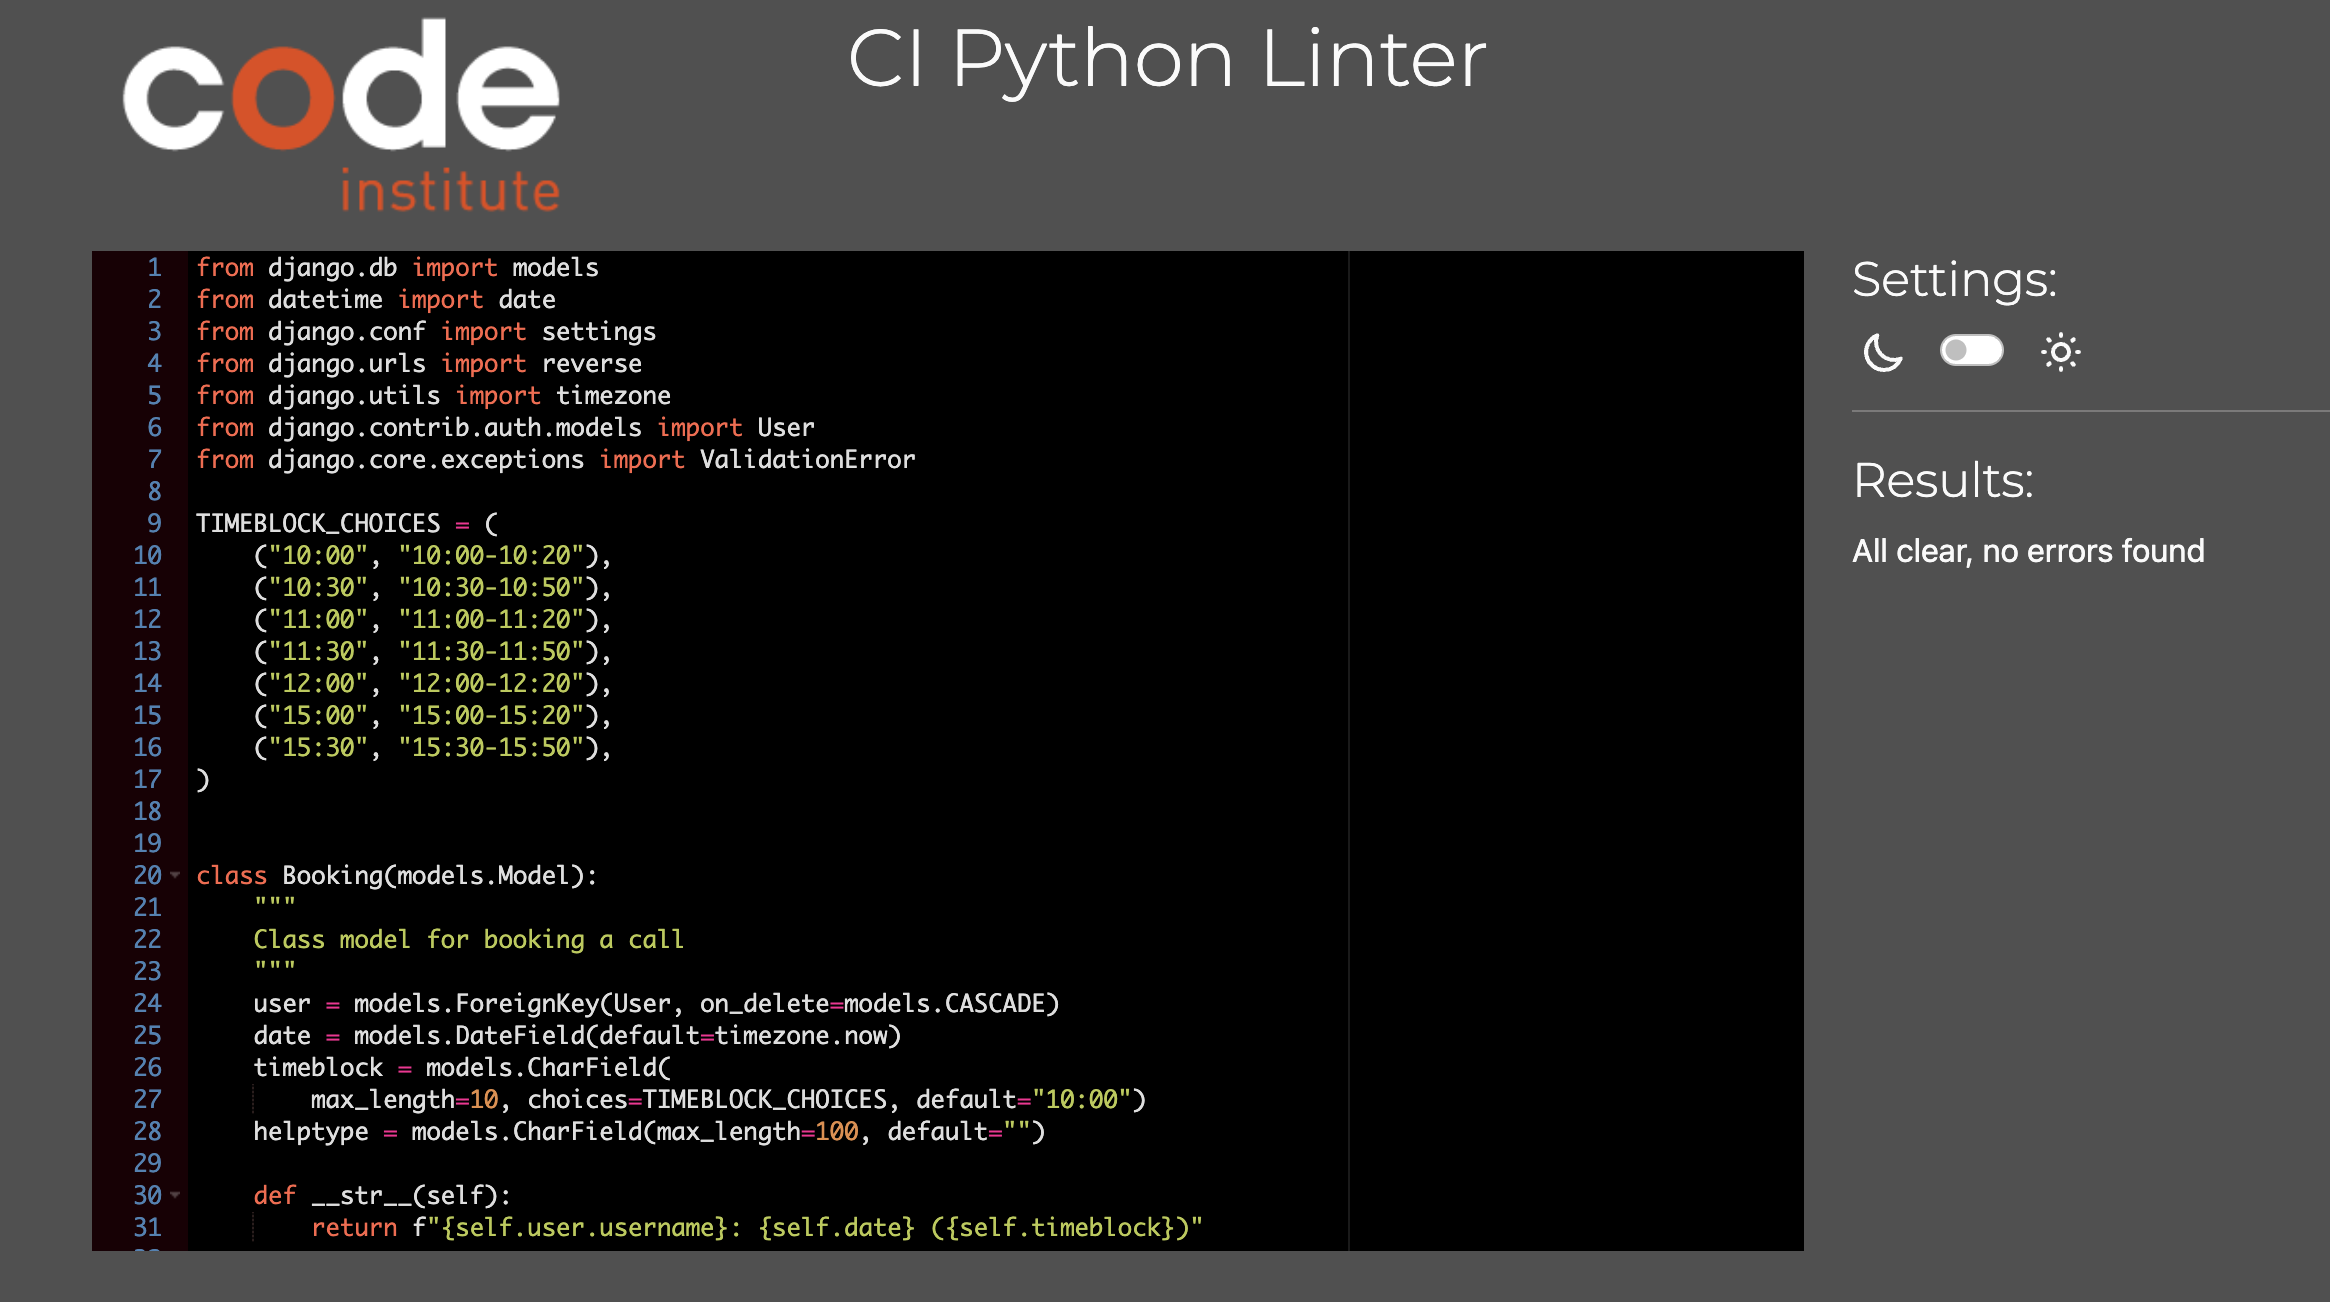 code
institute
CI Python Linter
1 from django.db import models
2 from datetime import date
3 from django.conf import settings
4 from django.urls import reverse
5 from django.utils import timezone
6 from django.contrib.auth.models import User
7 from django.core.exceptions import ValidationError
8
9 TIMEBLOCK_CHOICES = (
10     ("10:00", "10:00-10:20"),
11     ("10:30", "10:30-10:50"),
12     ("11:00", "11:00-11:20"),
13     ("11:30", "11:30-11:50"),
14     ("12:00", "12:00-12:20"),
15     ("15:00", "15:00-15:20"),
16     ("15:30", "15:30-15:50"),
17 )
18
19
20 class Booking(models.Model):
21     """
22     Class model for booking a call
23     """
24     user = models.ForeignKey(User, on_delete=models.CASCADE)
25     date = models.DateField(default=timezone.now)
26     timeblock = models.CharField(
27         max_length=10, choices=TIMEBLOCK_CHOICES, default="10:00")
28     helptype = models.CharField(max_length=100, default="")
29
30     def __str__(self):
31         return f"{self.user.username}: {self.date} ({self.timeblock})"
Settings:
Results:
All clear, no errors found